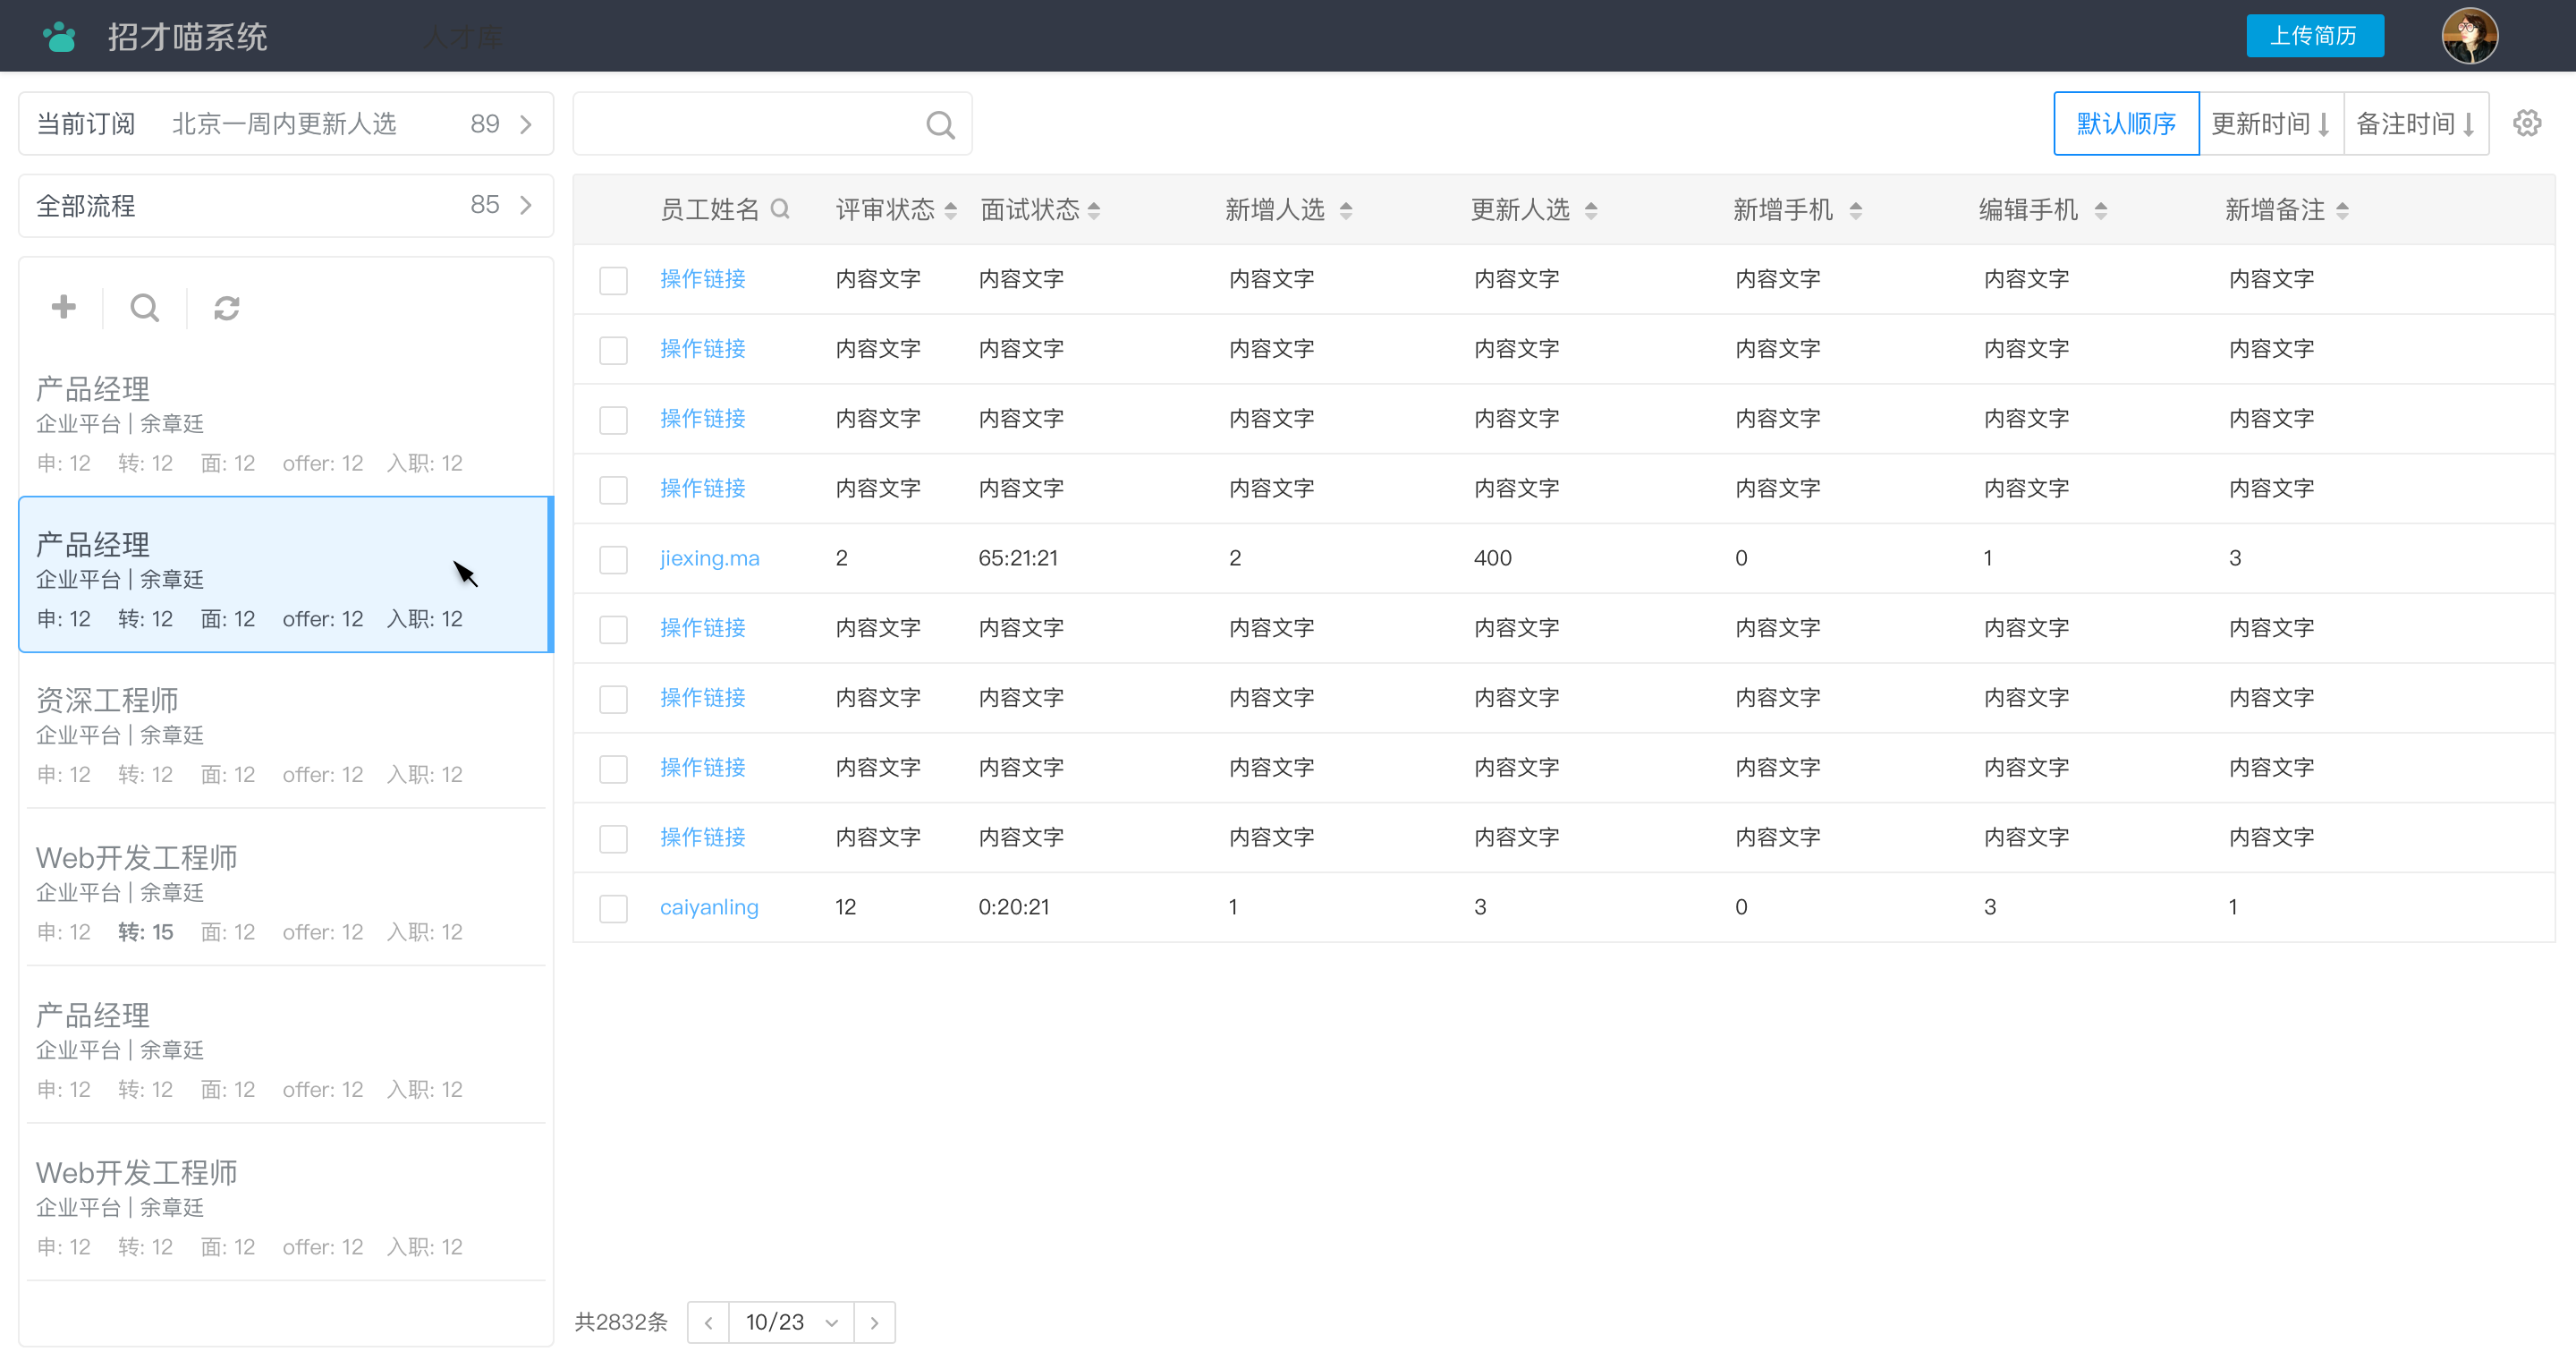 招才喵系统
人才库
上传简历
当前订阅 北京一周内更新人选 89
全部流程 85
默认顺序 更新时间 备注时间
产品经理
企业平台 | 余章廷
申: 12 转: 12 面: 12 offer: 12 入职: 12
产品经理
企业平台 | 余章廷
申: 12 转: 12 面: 12 offer: 12 入职: 12
资深工程师
企业平台 | 余章廷
申: 12 转: 12 面: 12 offer: 12 入职: 12
Web开发工程师
企业平台 | 余章廷
申: 12 转: 15 面: 12 offer: 12 入职: 12
产品经理
企业平台 | 余章廷
申: 12 转: 12 面: 12 offer: 12 入职: 12
Web开发工程师
企业平台 | 余章廷
申: 12 转: 12 面: 12 offer: 12 入职: 12
员工姓名 评审状态 面试状态 新增人选 更新人选 新增手机 编辑手机 新增备注
操作链接 内容文字 内容文字 内容文字 内容文字 内容文字 内容文字 内容文字
操作链接 内容文字 内容文字 内容文字 内容文字 内容文字 内容文字 内容文字
操作链接 内容文字 内容文字 内容文字 内容文字 内容文字 内容文字 内容文字
操作链接 内容文字 内容文字 内容文字 内容文字 内容文字 内容文字 内容文字
jiexing.ma 2 65:21:21 2 400 0 1 3
操作链接 内容文字 内容文字 内容文字 内容文字 内容文字 内容文字 内容文字
操作链接 内容文字 内容文字 内容文字 内容文字 内容文字 内容文字 内容文字
操作链接 内容文字 内容文字 内容文字 内容文字 内容文字 内容文字 内容文字
操作链接 内容文字 内容文字 内容文字 内容文字 内容文字 内容文字 内容文字
caiyanling 12 0:20:21 1 3 0 3 1
共2832条 10/23